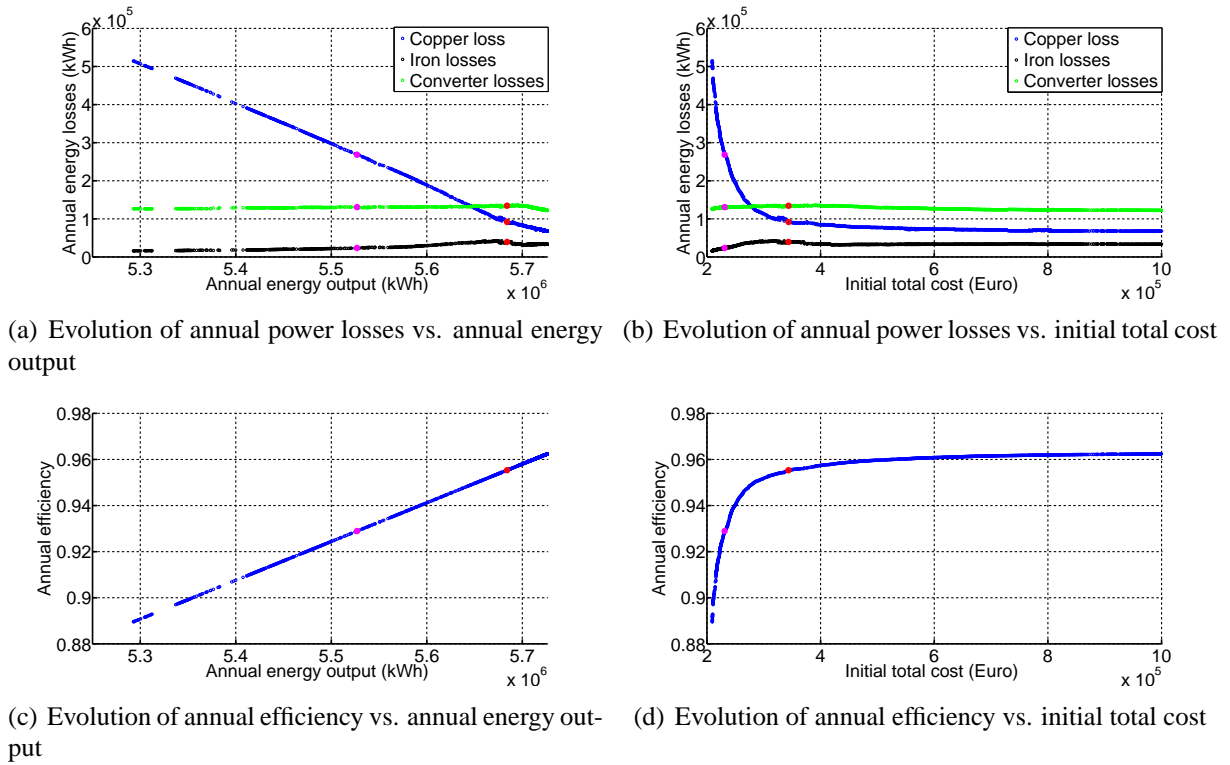 x 10^5
6
5
4
3
2
1
0
Annual energy losses (kWh)
Copper loss
Iron losses
Converter losses
5.3 5.4 5.5 5.6 5.7
Annual energy output (kWh)
x 10^6
(a) Evolution of annual power losses vs. annual energy
output
x 10^5
6
5
4
3
2
1
0
Annual energy losses (kWh)
Copper loss
Iron losses
Converter losses
2 4 6 8 10
Initial total cost (Euro)
x 10^5
(b) Evolution of annual power losses vs. initial total cost
0.98
0.96
0.94
0.92
0.9
0.88
Annual efficiency
5.3 5.4 5.5 5.6 5.7
Annual energy output (kWh)
x 10^6
(c) Evolution of annual efficiency vs. annual energy out-
put
0.98
0.96
0.94
0.92
0.9
0.88
Annual efficiency
2 4 6 8 10
Initial total cost (Euro)
x 10^5
(d) Evolution of annual efficiency vs. initial total cost